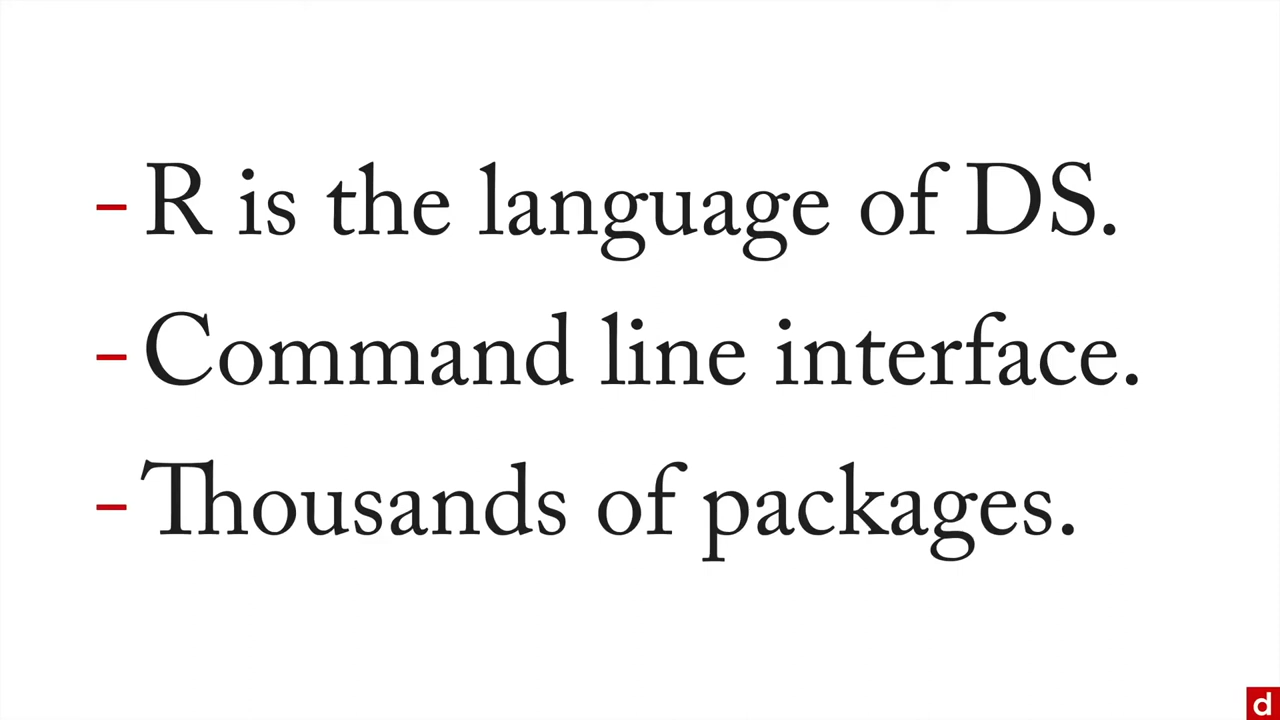 - R is the language of DS.
- Command line interface.
- Thousands of packages.
d